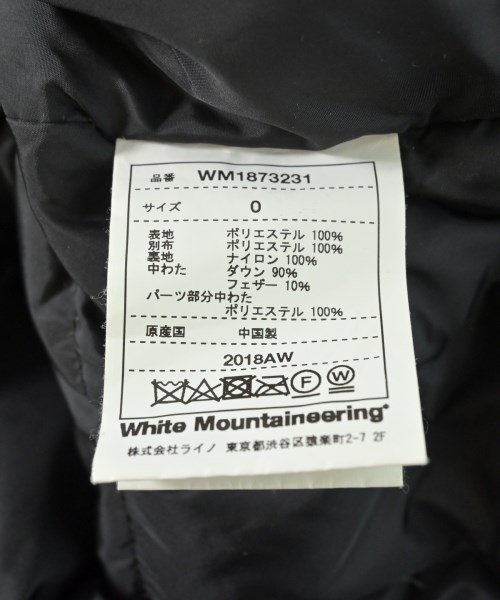 品番 WM1873231
サイズ 0
表地 ポリエステル 100%
別布 ポリエステル 100%
裏地 ナイロン 100%
中わた ダウン 90%
フェザー 10%
パーツ部分中わた
ポリエステル 100%
原産国 中国製
2018AW
F W
White Mountaineering®
株式会社ライノ 東京都渋谷区猿楽町2-7 2F